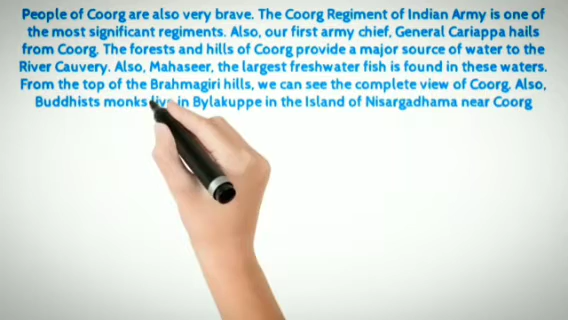 People of Coorg are also very brave. The Coorg Regiment of Indian Army is one of
the most significant regiments. Also, our first army chief, General Cariappa hails
from Coorg. The forests and hills of Coorg provide a major source of water to the
River Cauvery. Also, Mahaseer, the largest freshwater fish is found in these waters.
From the top of the Brahmagiri hills, we can see the complete view of Coorg. Also,
Buddhists monks live in Bylakuppe in the Island of Nisargadhama near Coorg